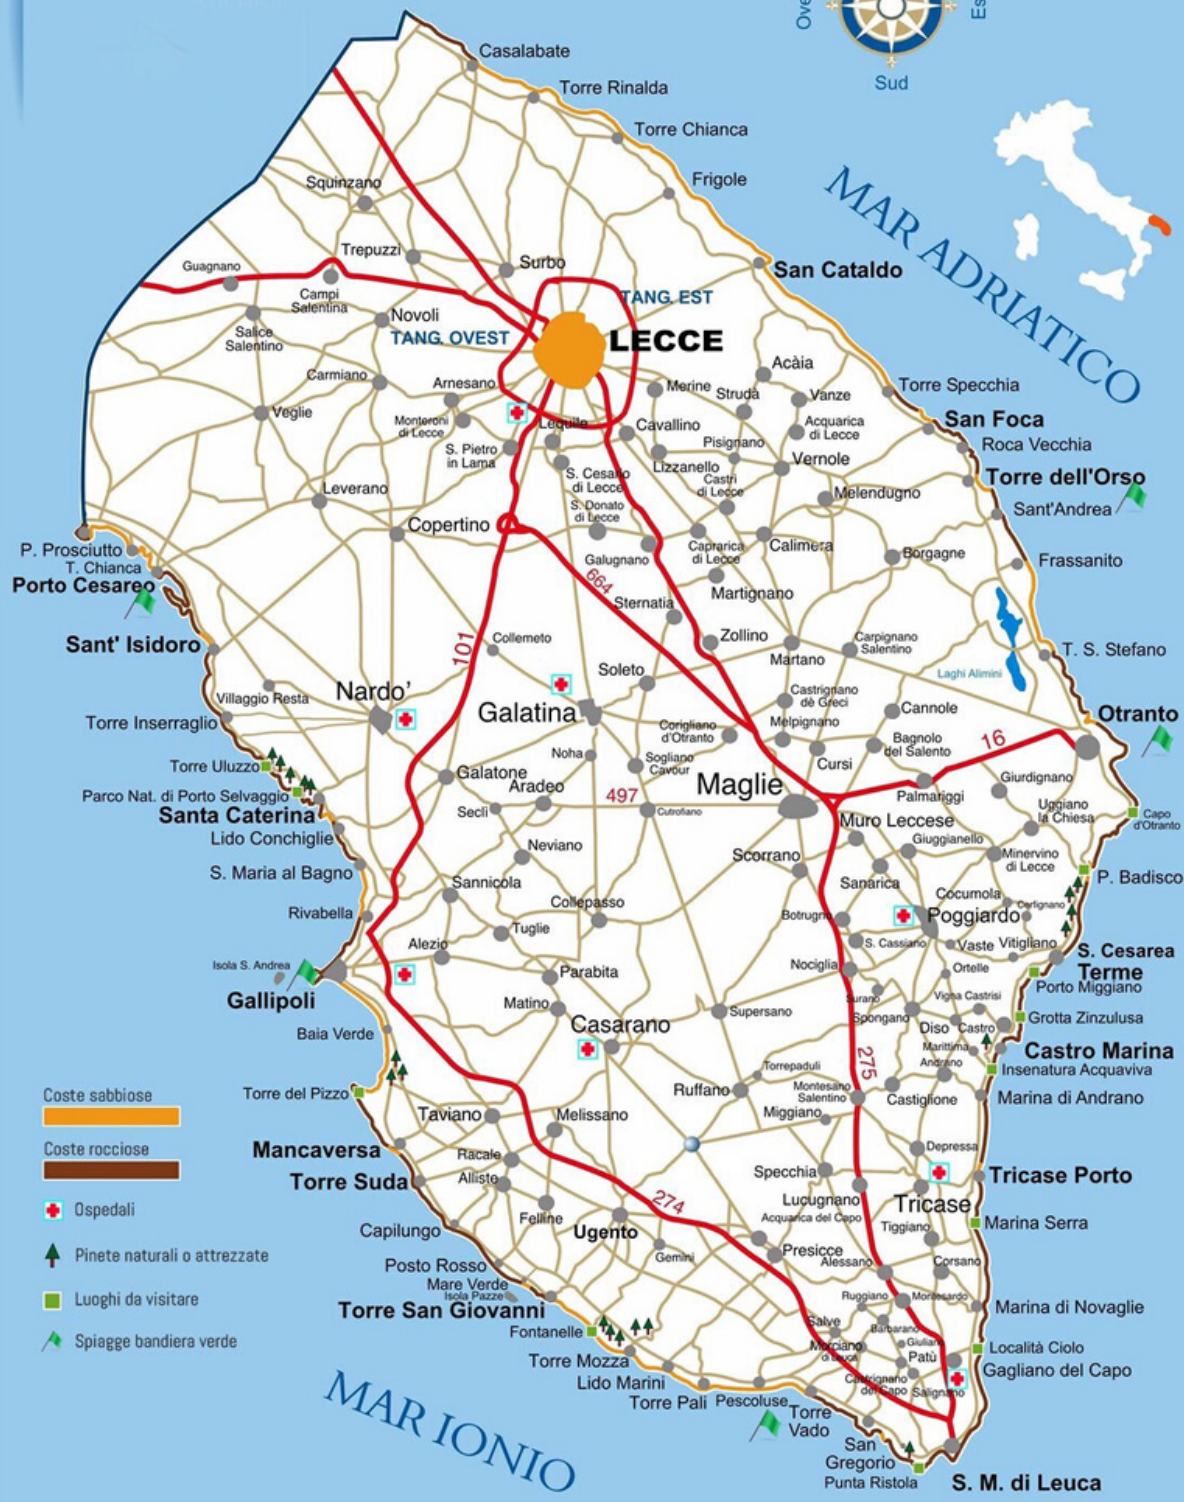 Ove
Es
Sud
Casalabate
Torre Rinalda
Torre Chianca
Frigole
MAR ADRIATICO
Squinzano
Trepuzzi
Surbo
San Cataldo
Guagnano
Campi
Salentina
TANG. EST
Novoli
TANG. OVEST
LECCE
Salice
Salentino
Acàia
Carmiano
Arnesano
Merine
Strudà
Vanze
Torre Specchia
Veglie
Monteroni
di Lecce
Lequile
Cavallino
Acquarica
di Lecce
San Foca
Pisignano
Roca Vecchia
S. Pietro
in Lama
Lizzanello
Vernole
S. Cesario
di Lecce
Castri
di Lecce
Torre dell'Orso
Leverano
Melendugno
Sant'Andrea
S. Donato
di Lecce
Copertino
P. Prosciutto
T. Chianca
Porto Cesareo
Galugnano
Caprarica
di Lecce
Calimera
Borgagne
Frassanito
664
Martignano
Sternatia
Sant' Isidoro
101
Collemeto
Zollino
Martano
Carpignano
Salentino
T. S. Stefano
Laghi Alimini
Soleto
Villaggio Resta
Nardo'
Galatina
Castrignano
dè Greci
Cannole
Otranto
Torre Inserraglio
Corigliano
d'Otranto
Melpignano
Bagnolo
del Salento
16
Noha
Sogliano
Cavour
Cursi
Torre Uluzzo
Galatone
Aradeo
Maglie
Giurdignano
Parco Nat. di Porto Selvaggio
497
Palmariggi
Santa Caterina
Seclì
Cutrofiano
Uggiano
la Chiesa
Capo
d'Otranto
Lido Conchiglie
Muro Leccese
Giuggianello
Neviano
Scorrano
Minervino
di Lecce
S. Maria al Bagno
Sannicola
Sanarica
P. Badisco
Collepasso
Cocumola
Cerfignano
Rivabella
Botrugno
Poggiardo
Tuglie
Alezio
S. Cassiano
Vaste
Vitigliano
S. Cesarea
Terme
Isola S. Andrea
Parabita
Nociglia
Ortelle
Porto Miggiano
Gallipoli
Matino
Surano
Vigna Castrisi
Supersano
Spongano
Grotta Zinzulusa
Baia Verde
Casarano
Diso
Castro
Marittima
Castro Marina
Andrano
Insenatura Acquaviva
275
Torrepaduli
Coste sabbiose
Torre del Pizzo
Ruffano
Montesano
Salentino
Castiglione
Marina di Andrano
Taviano
Melissano
Miggiano
Coste rocciose
Mancaversa
Racale
Depressa
Torre Suda
Alliste
Specchia
Tricase Porto
274
Lucugnano
Tricase
Ospedali
Felline
Acquarica del Capo
Capilungo
Ugento
Tiggiano
Marina Serra
Pinete naturali o attrezzate
Gemini
Presicce
Alessano
Corsano
Posto Rosso
Mare Verde
Isola Pazze
Luoghi da visitare
Torre San Giovanni
Ruggiano
Montesardo
Marina di Novaglie
Salve
Barbarano
Fontanelle
Spiagge bandiera verde
Morciano
di Leuca
Giuliano
Località Ciolo
Patù
Torre Mozza
Gagliano del Capo
Lido Marini
Castrignano
del Capo
Salignano
Torre Pali
Pescoluse
Torre
Vado
MAR IONIO
San
Gregorio
Punta Ristola
S. M. di Leuca